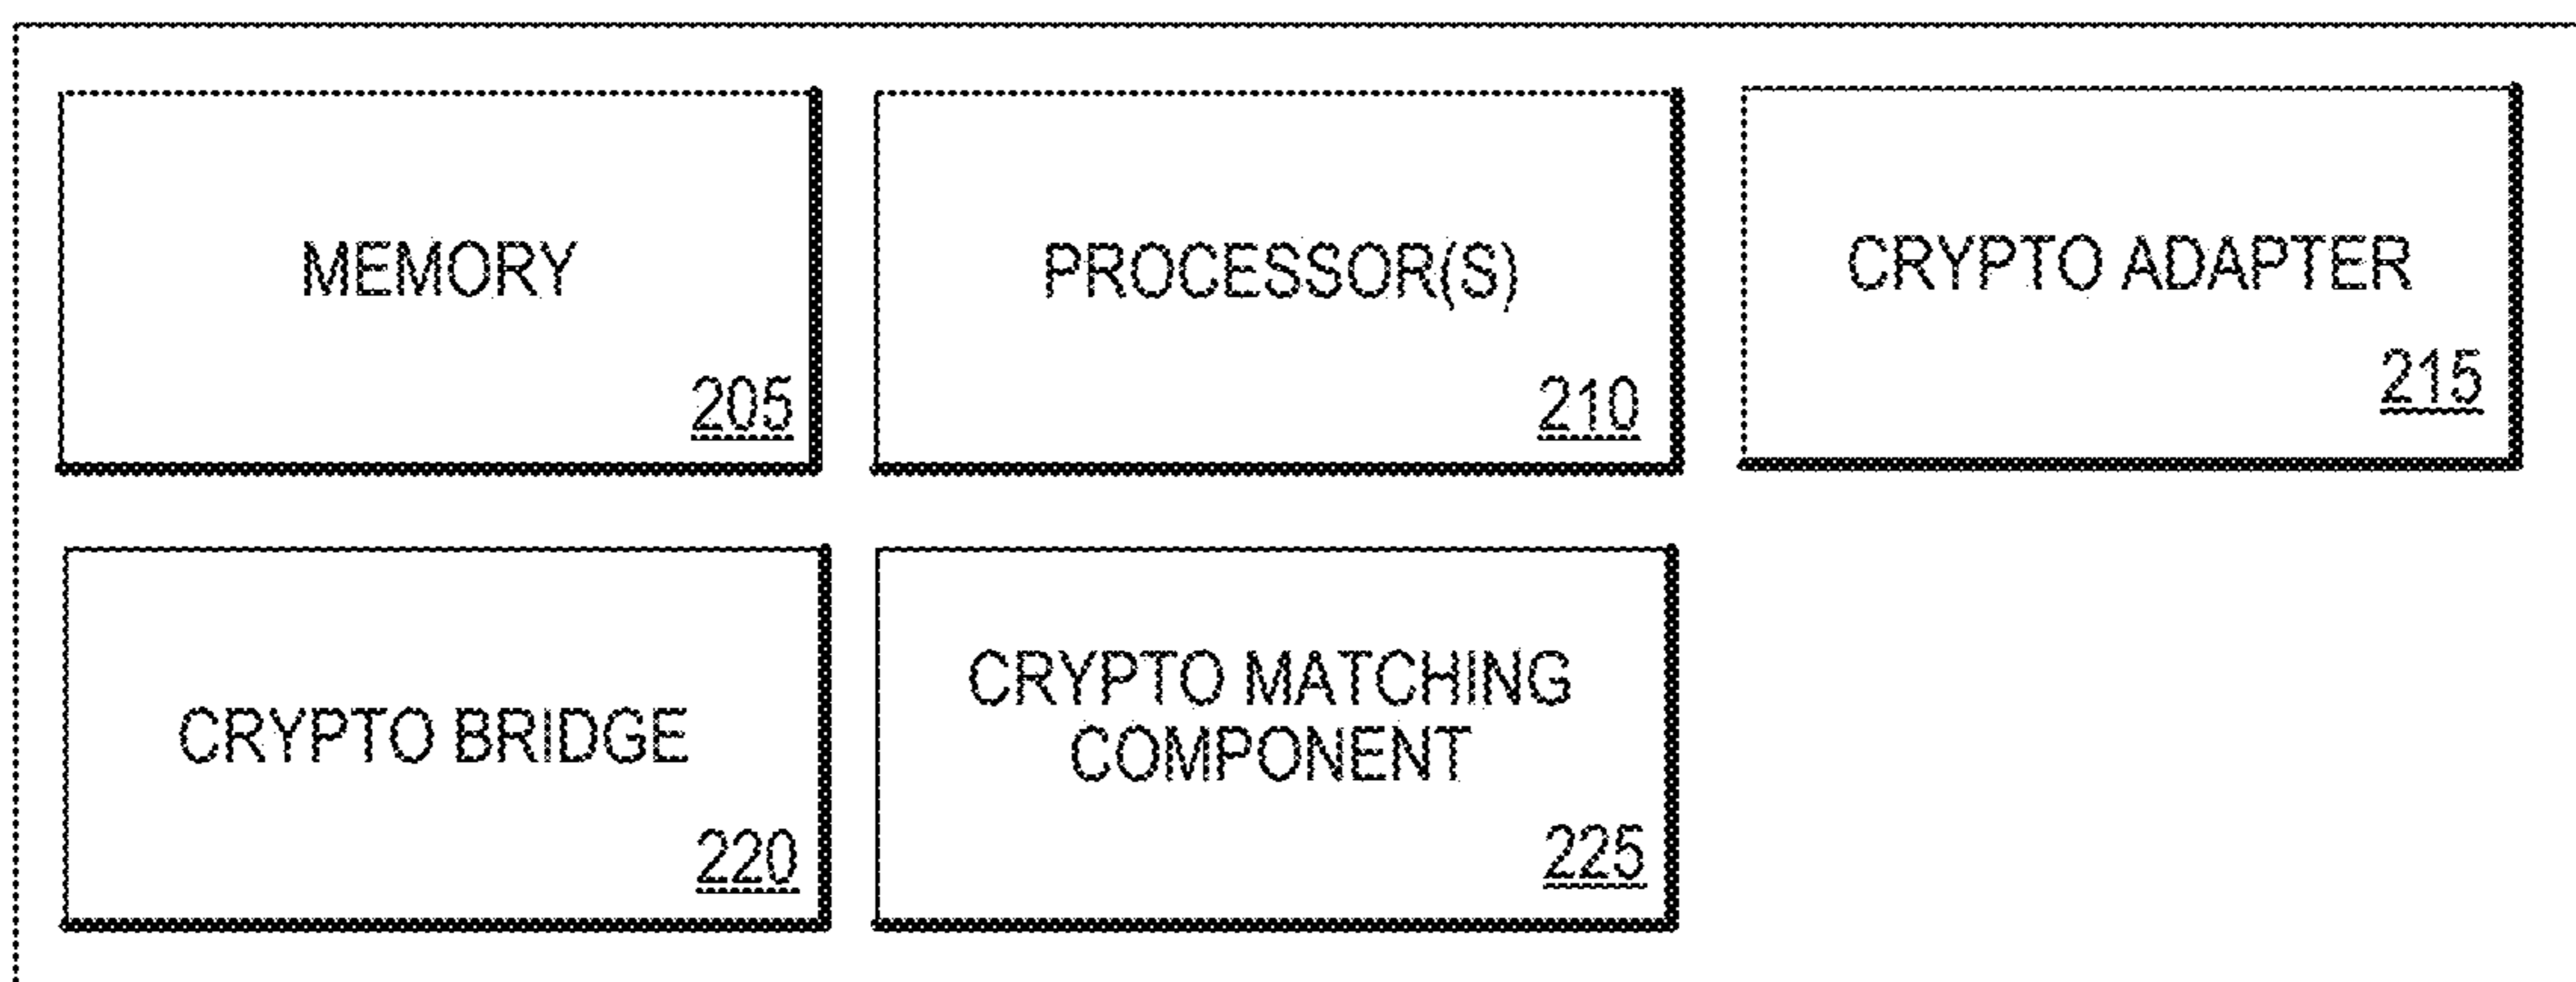 MEMORY
205
PROCESSOR(S)
210
CRYPTO ADAPTER
215
CRYPTO BRIDGE
220
CRYPTO MATCHING
COMPONENT
225